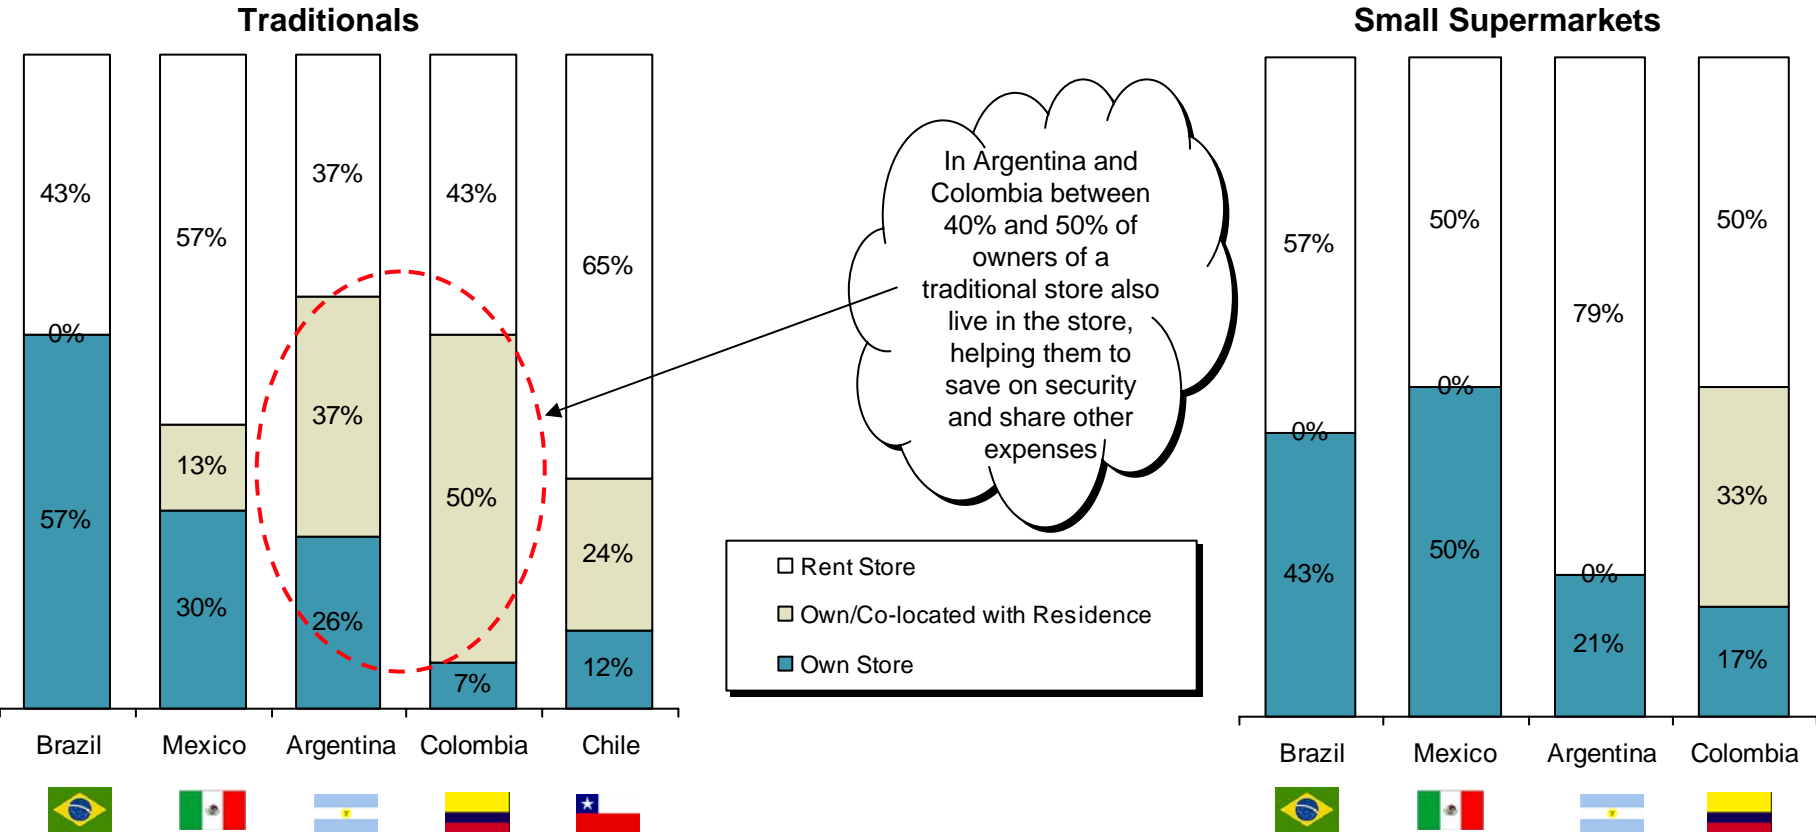 Traditionals
43%
0%
57%
57%
13%
30%
37%
37%
26%
43%
50%
7%
65%
24%
12%
Brazil
Mexico
Argentina
Colombia
Chile
In Argentina and
Colombia between
40% and 50% of
owners of a
traditional store also
live in the store,
helping them to
save on security
and share other
expenses
Rent Store
Own/Co-located with Residence
Own Store
Small Supermarkets
57%
0%
43%
50%
0%
50%
79%
0%
21%
50%
33%
17%
Brazil
Mexico
Argentina
Colombia